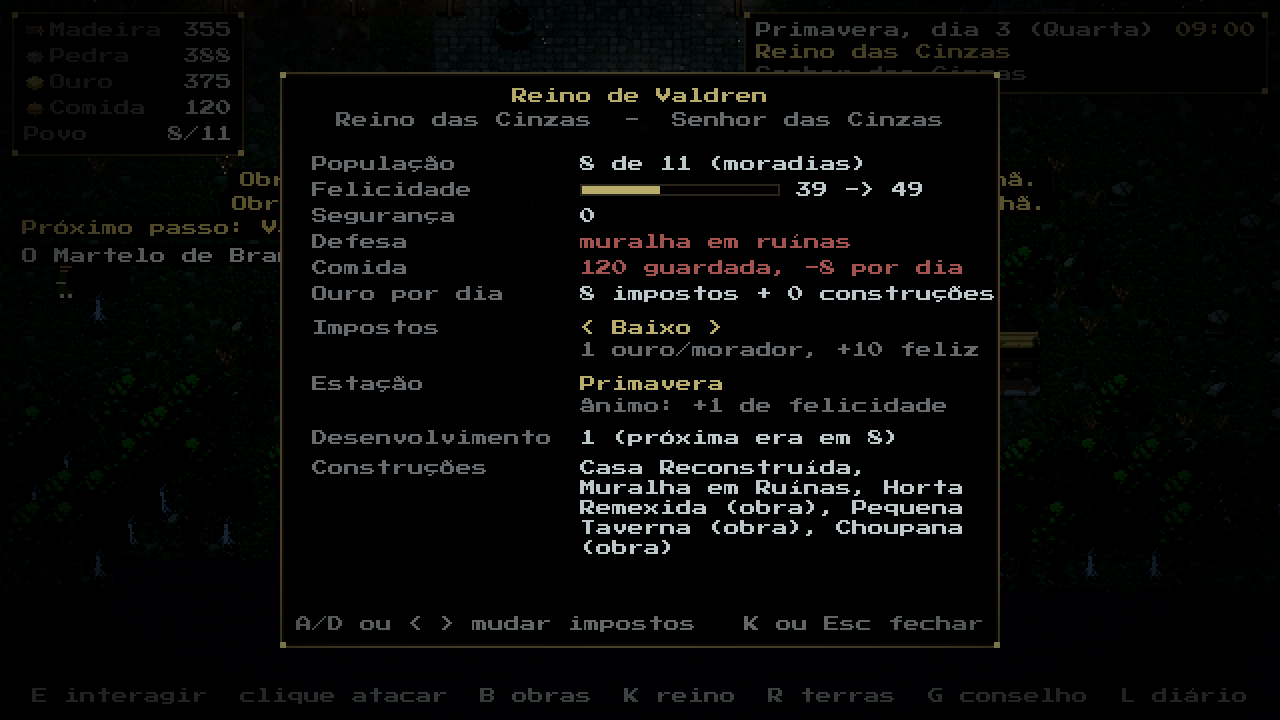 Madeira 355
Pedra 388
Ouro 375
Comida 120
Povo 8/11
Primavera, dia 3 (Quarta) 09:00
Reino das Cinzas
Reino de Valdren
Reino das Cinzas - Senhor das Cinzas
População 8 de 11 (moradias)
Felicidade 39 -> 49
Segurança 0
Defesa muralha em ruínas
Comida 120 guardada, -8 por dia
Ouro por dia 8 impostos + 0 construções
Impostos < Baixo >
1 ouro/morador, +10 feliz
Estação Primavera
ânimo: +1 de felicidade
Desenvolvimento 1 (próxima era em 8)
Construções Casa Reconstruída,
Muralha em Ruínas, Horta
Remexida (obra), Pequena
Taverna (obra), Choupana
(obra)
A/D ou < > mudar impostos K ou Esc fechar
Próximo passo:
O Martelo de
E interagir clique atacar B obras K reino R terras G conselho L diário